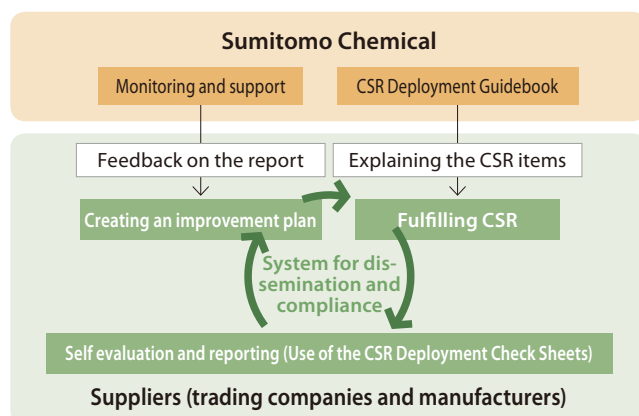 Sumitomo Chemical
Monitoring and support
CSR Deployment Guidebook
Feedback on the report
Explaining the CSR items
Creating an improvement plan
Fulfilling CSR
System for dis-
semination and
compliance
Self evaluation and reporting (Use of the CSR Deployment Check Sheets)
Suppliers (trading companies and manufacturers)